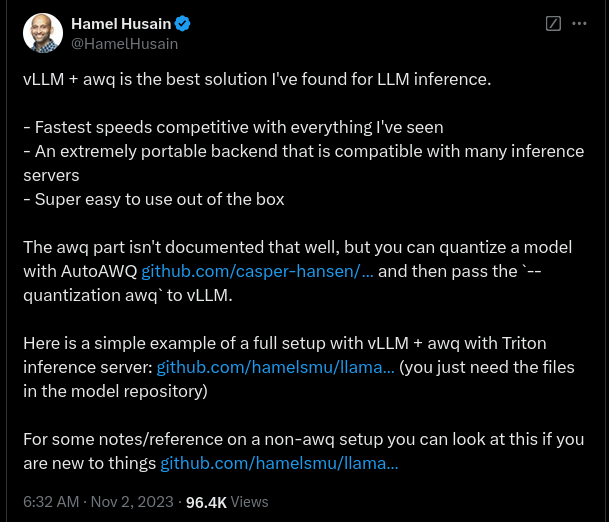 Hamel Husain
@HamelHusain
vLLM + awq is the best solution I've found for LLM inference.
- Fastest speeds competitive with everything I've seen
- An extremely portable backend that is compatible with many inference
servers
- Super easy to use out of the box
The awq part isn't documented that well, but you can quantize a model
with AutoAWQ github.com/casper-hansen/... and then pass the `--
quantization awq` to vLLM.
Here is a simple example of a full setup with vLLM + awq with Triton
inference server: github.com/hamelsmu/llama... (you just need the files
in the model repository)
For some notes/reference on a non-awq setup you can look at this if you
are new to things github.com/hamelsmu/llama...
6:32 AM · Nov 2, 2023 · 96.4K Views